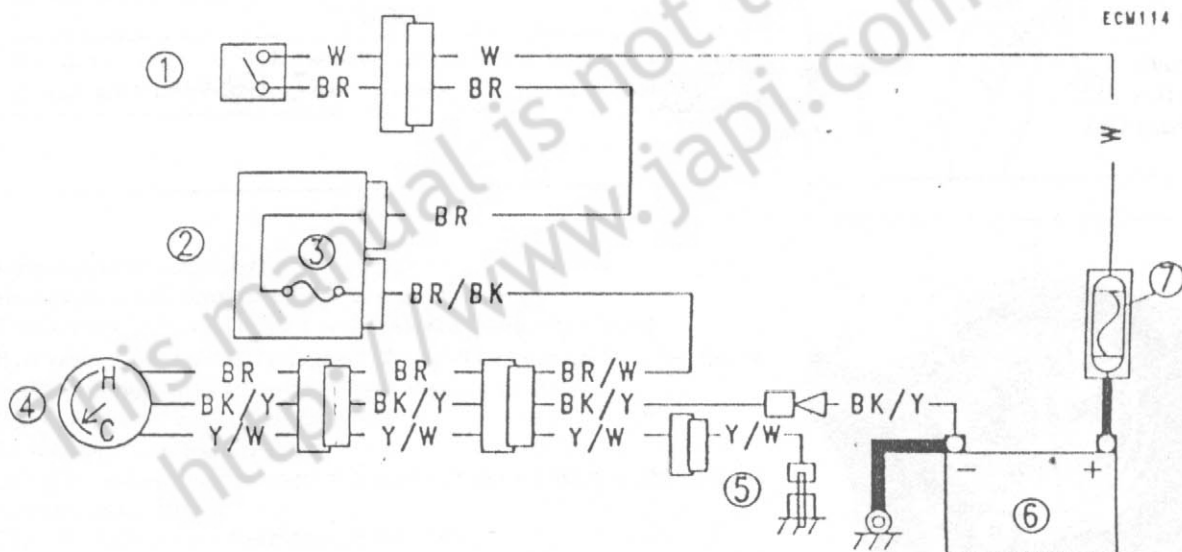 ECW114
① W W
BR BR
W
② BR
③
BR/BK
⑦
④ H BR BR BR/W
BK/Y BK/Y BK/Y BK/Y
C Y/W Y/W Y/W Y/W
⑤
- +
⑥
This manual is not t
http://www.japi.com